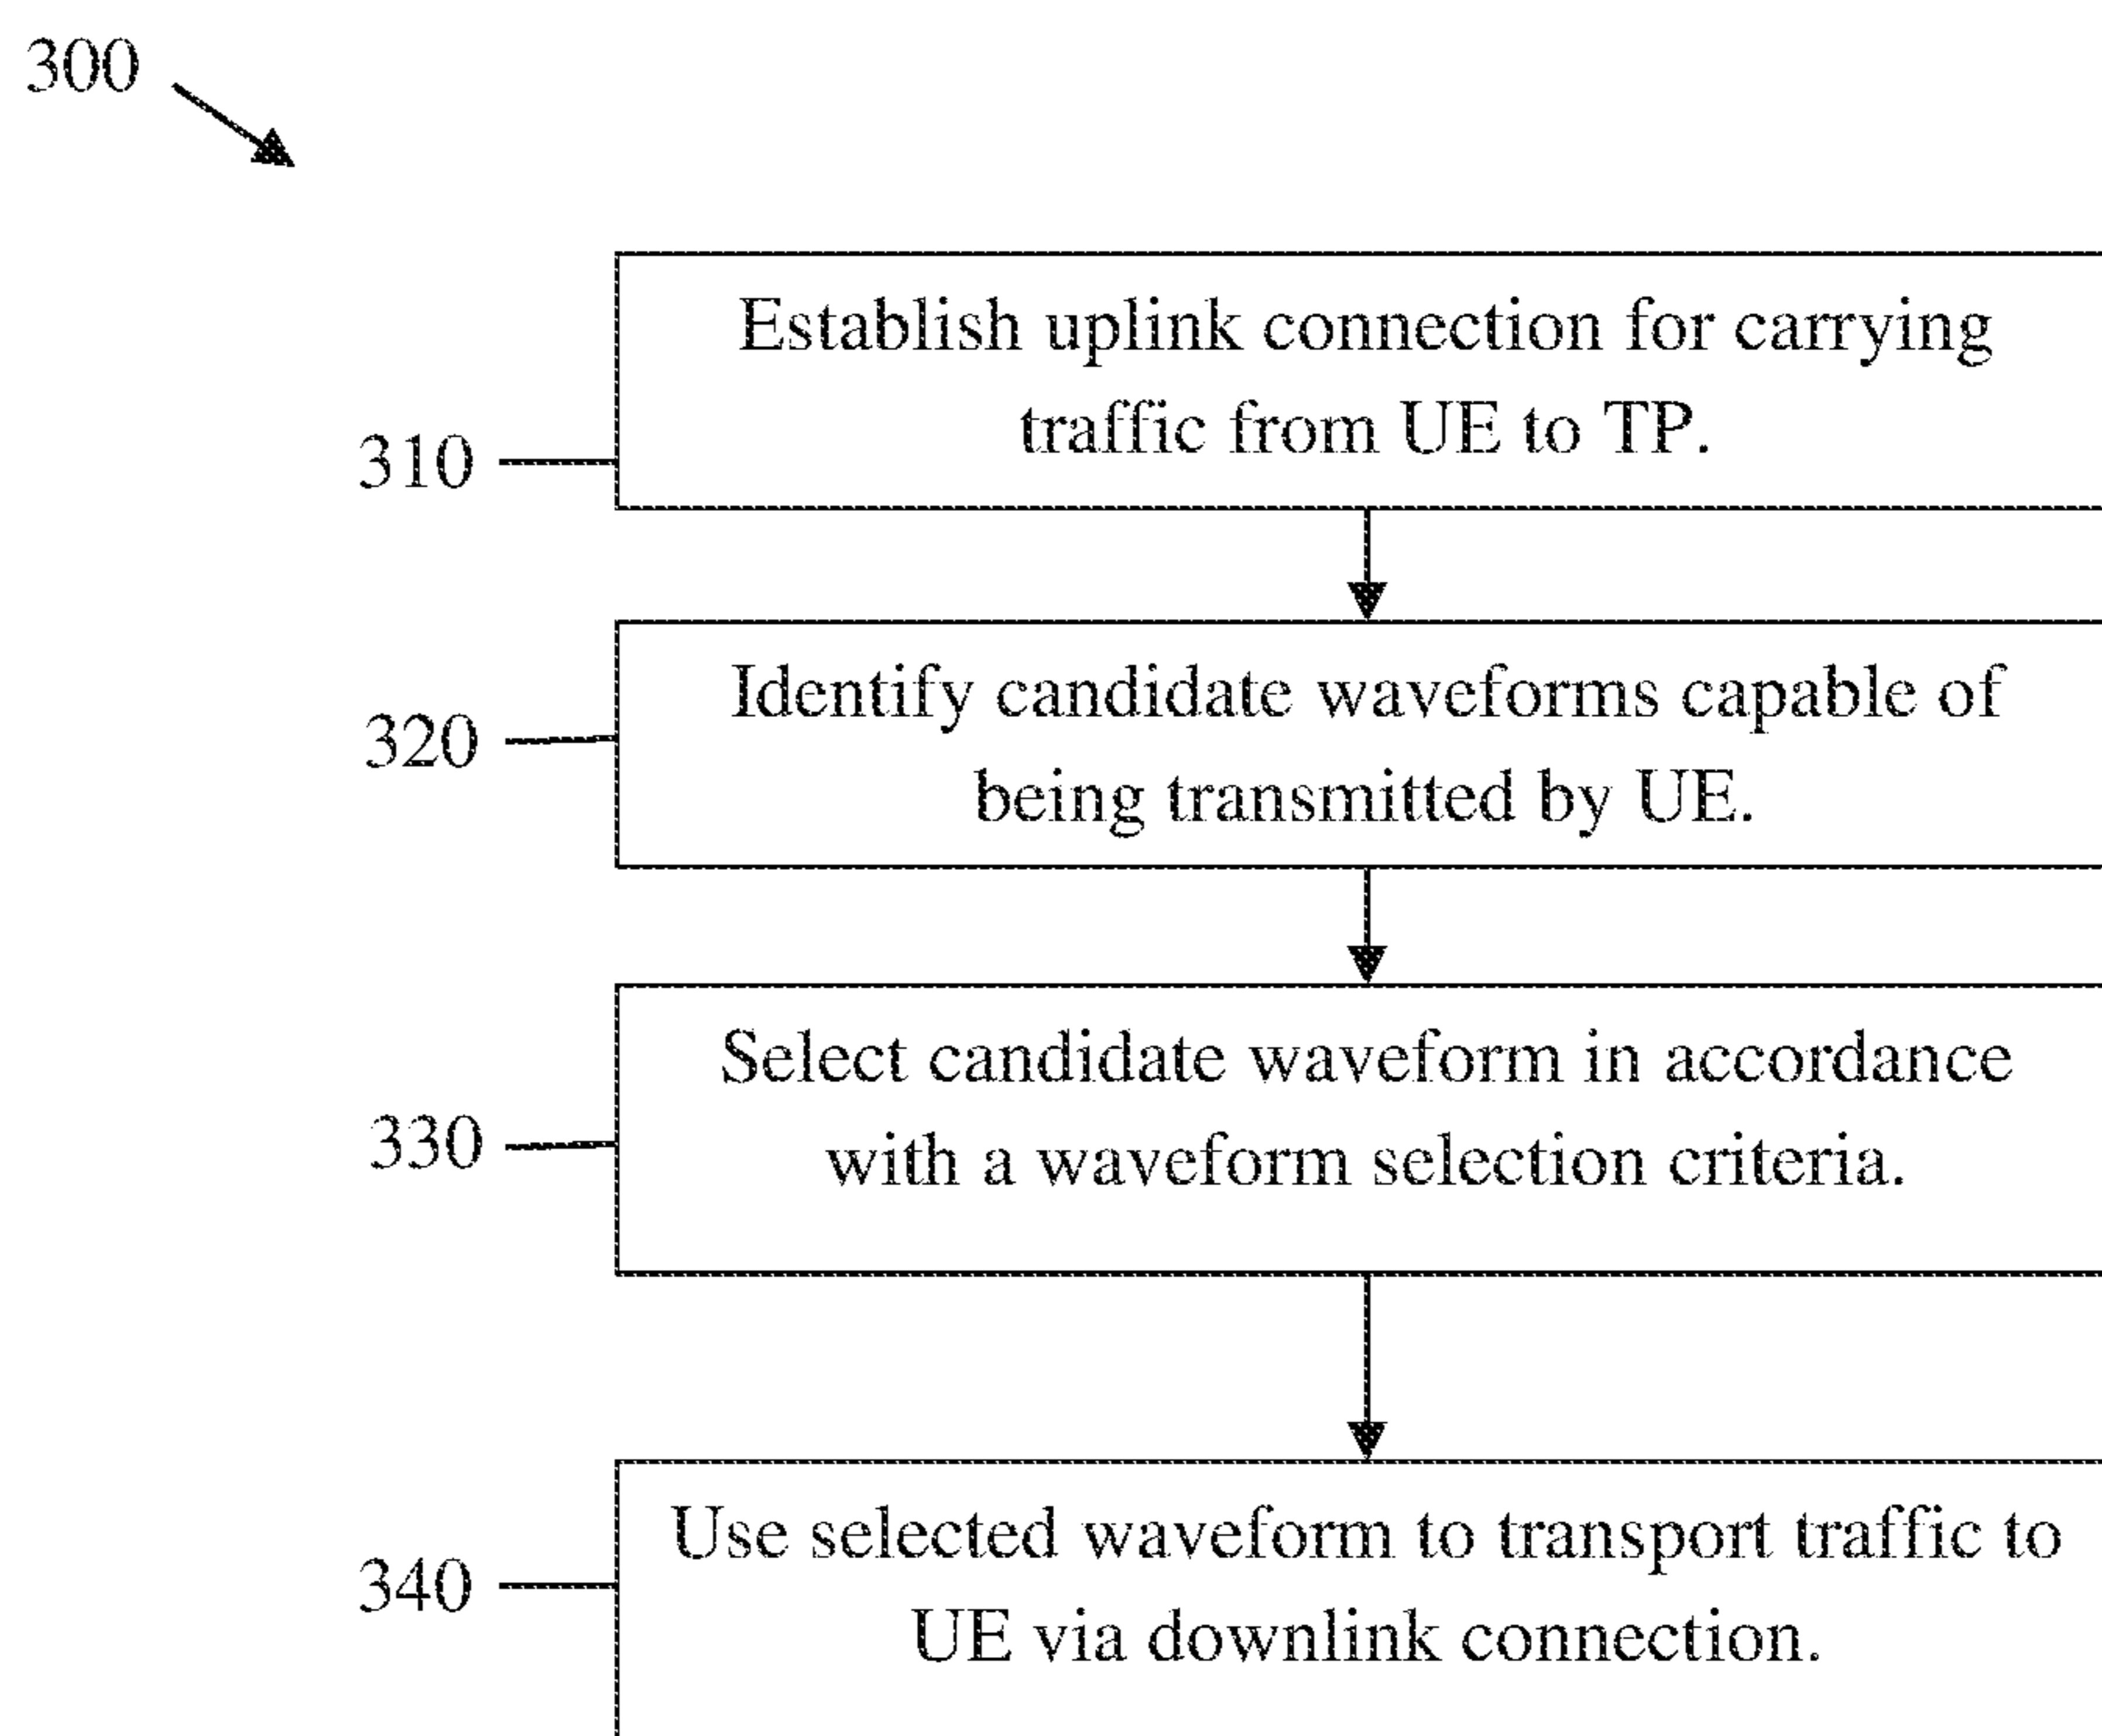 300
Establish uplink connection for carrying
traffic from UE to TP.
310
Identify candidate waveforms capable of
being transmitted by UE.
320
Select candidate waveform in accordance
with a waveform selection criteria.
330
Use selected waveform to transport traffic to
UE via downlink connection.
340